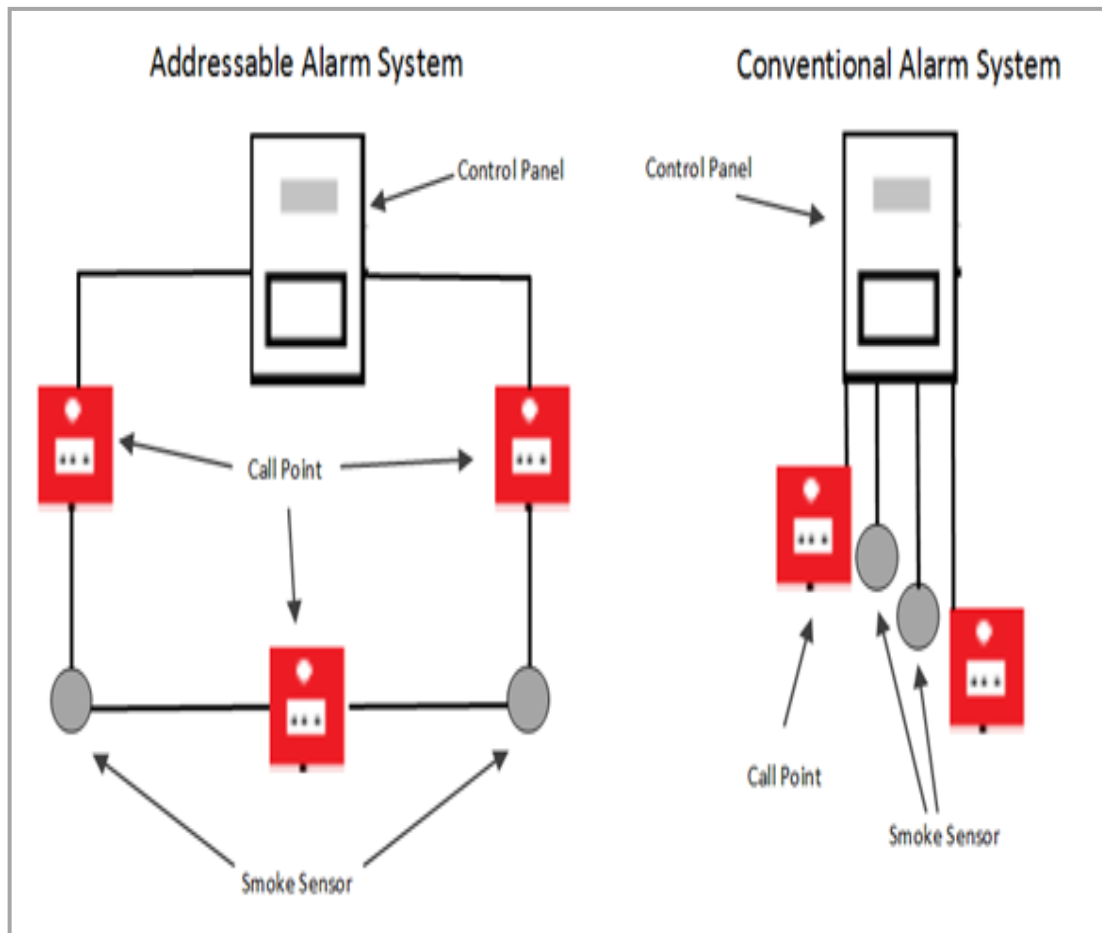 Addressable Alarm System
Conventional Alarm System
Control Panel
Control Panel
Call Point
Call Point
Smoke Sensor
Smoke Sensor